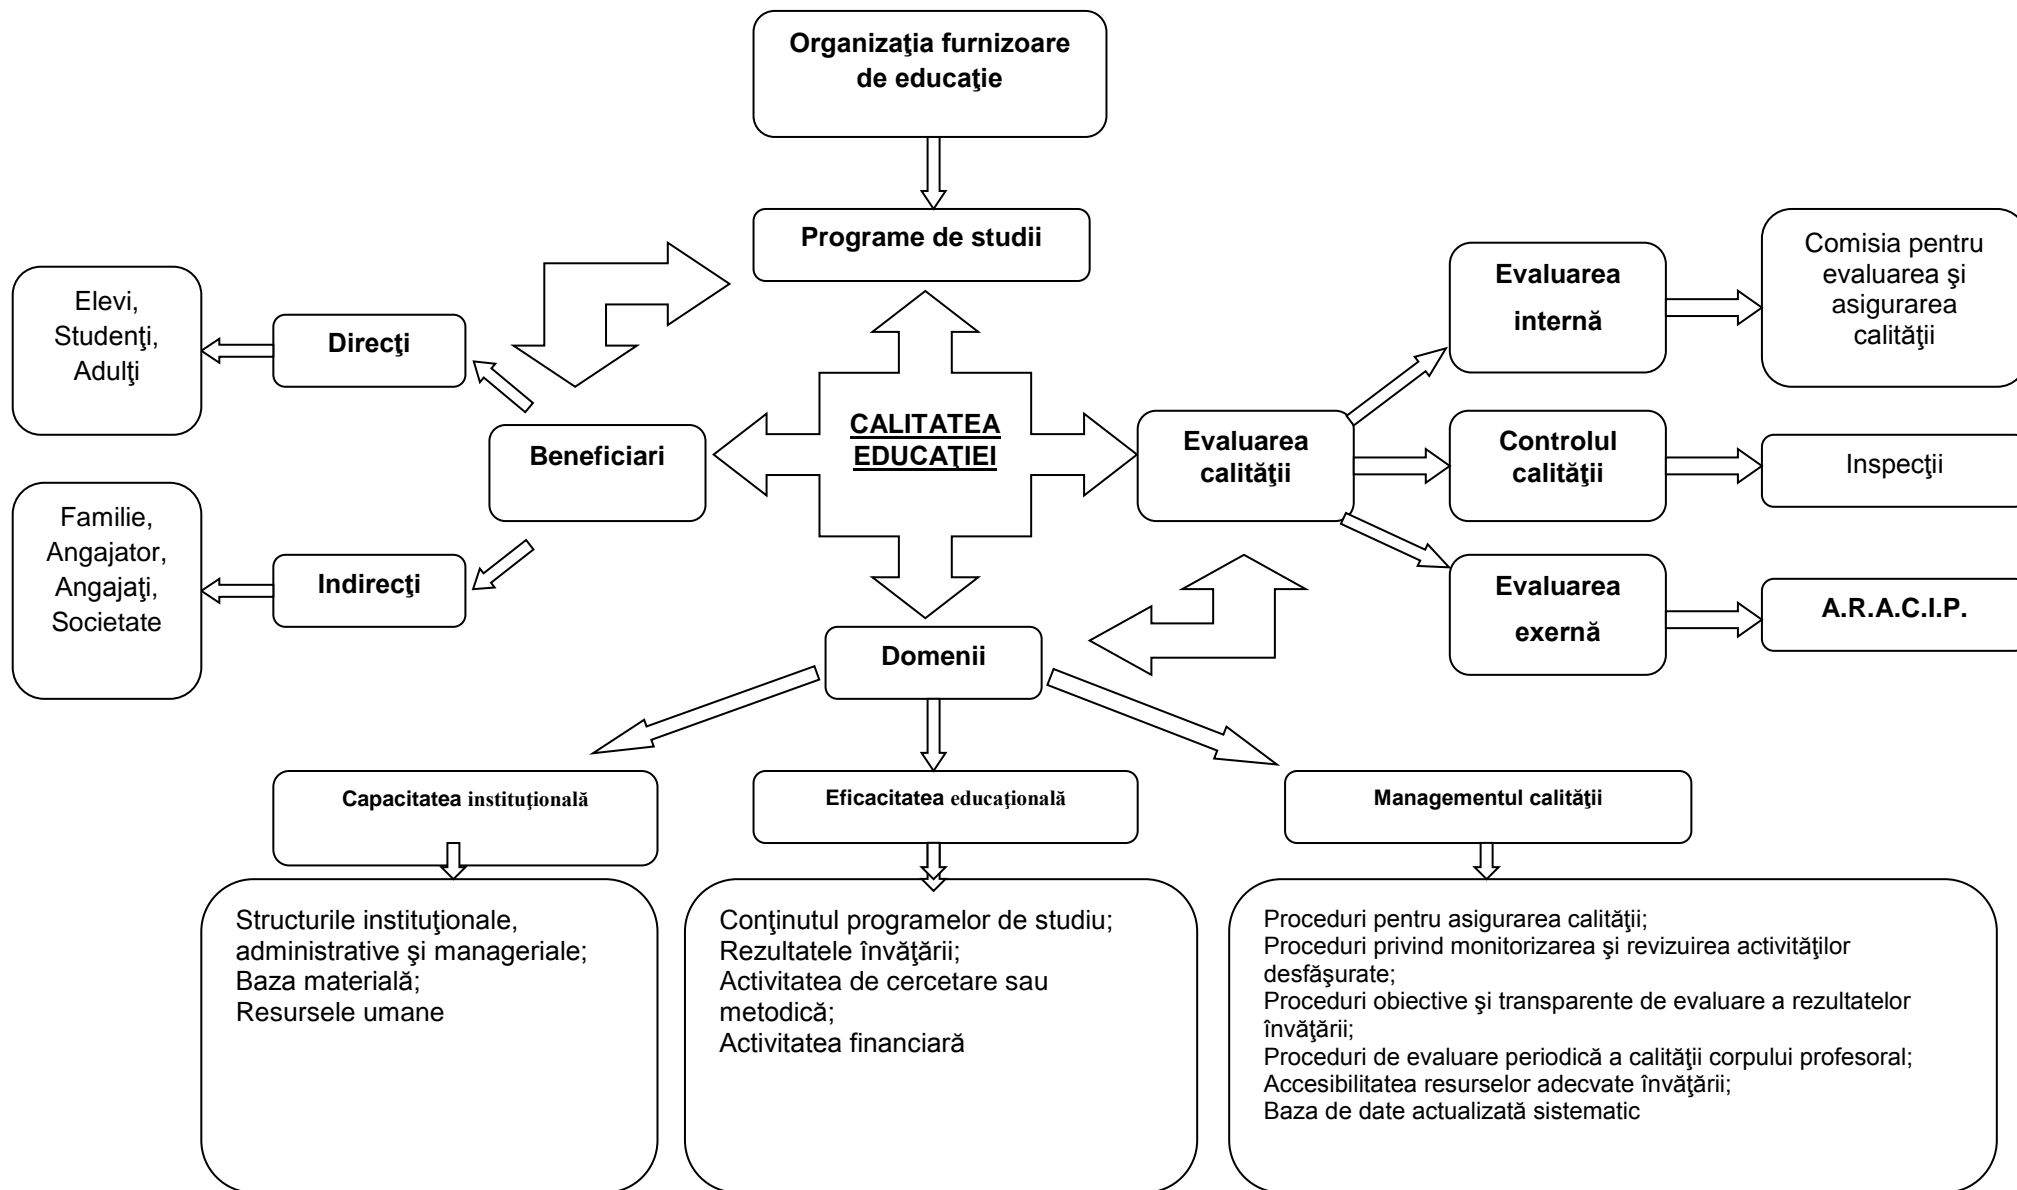 Organizaţia furnizoare
de educaţie
Programe de studii
Elevi,
Studenţi,
Adulţi
Direcţi
Beneficiari
Familie,
Angajator,
Angajaţi,
Societate
Indirecţi
CALITATEA
EDUCAŢIEI
Evaluarea
calităţii
Evaluarea
internă
Comisia pentru
evaluarea şi
asigurarea
calităţii
Controlul
calităţii
Inspecţii
Evaluarea
exernă
A.R.A.C.I.P.
Domenii
Capacitatea instituţională
Eficacitatea educaţională
Managementul calităţii
Structurile instituţionale,
administrative şi manageriale;
Baza materială;
Resursele umane
Conţinutul programelor de studiu;
Rezultatele învăţării;
Activitatea de cercetare sau
metodică;
Activitatea financiară
Proceduri pentru asigurarea calităţii;
Proceduri privind monitorizarea şi revizuirea activităţilor
desfăşurate;
Proceduri obiective şi transparente de evaluare a rezultatelor
învăţării;
Proceduri de evaluare periodică a calităţii corpului profesoral;
Accesibilitatea resurselor adecvate învăţării;
Baza de date actualizată sistematic